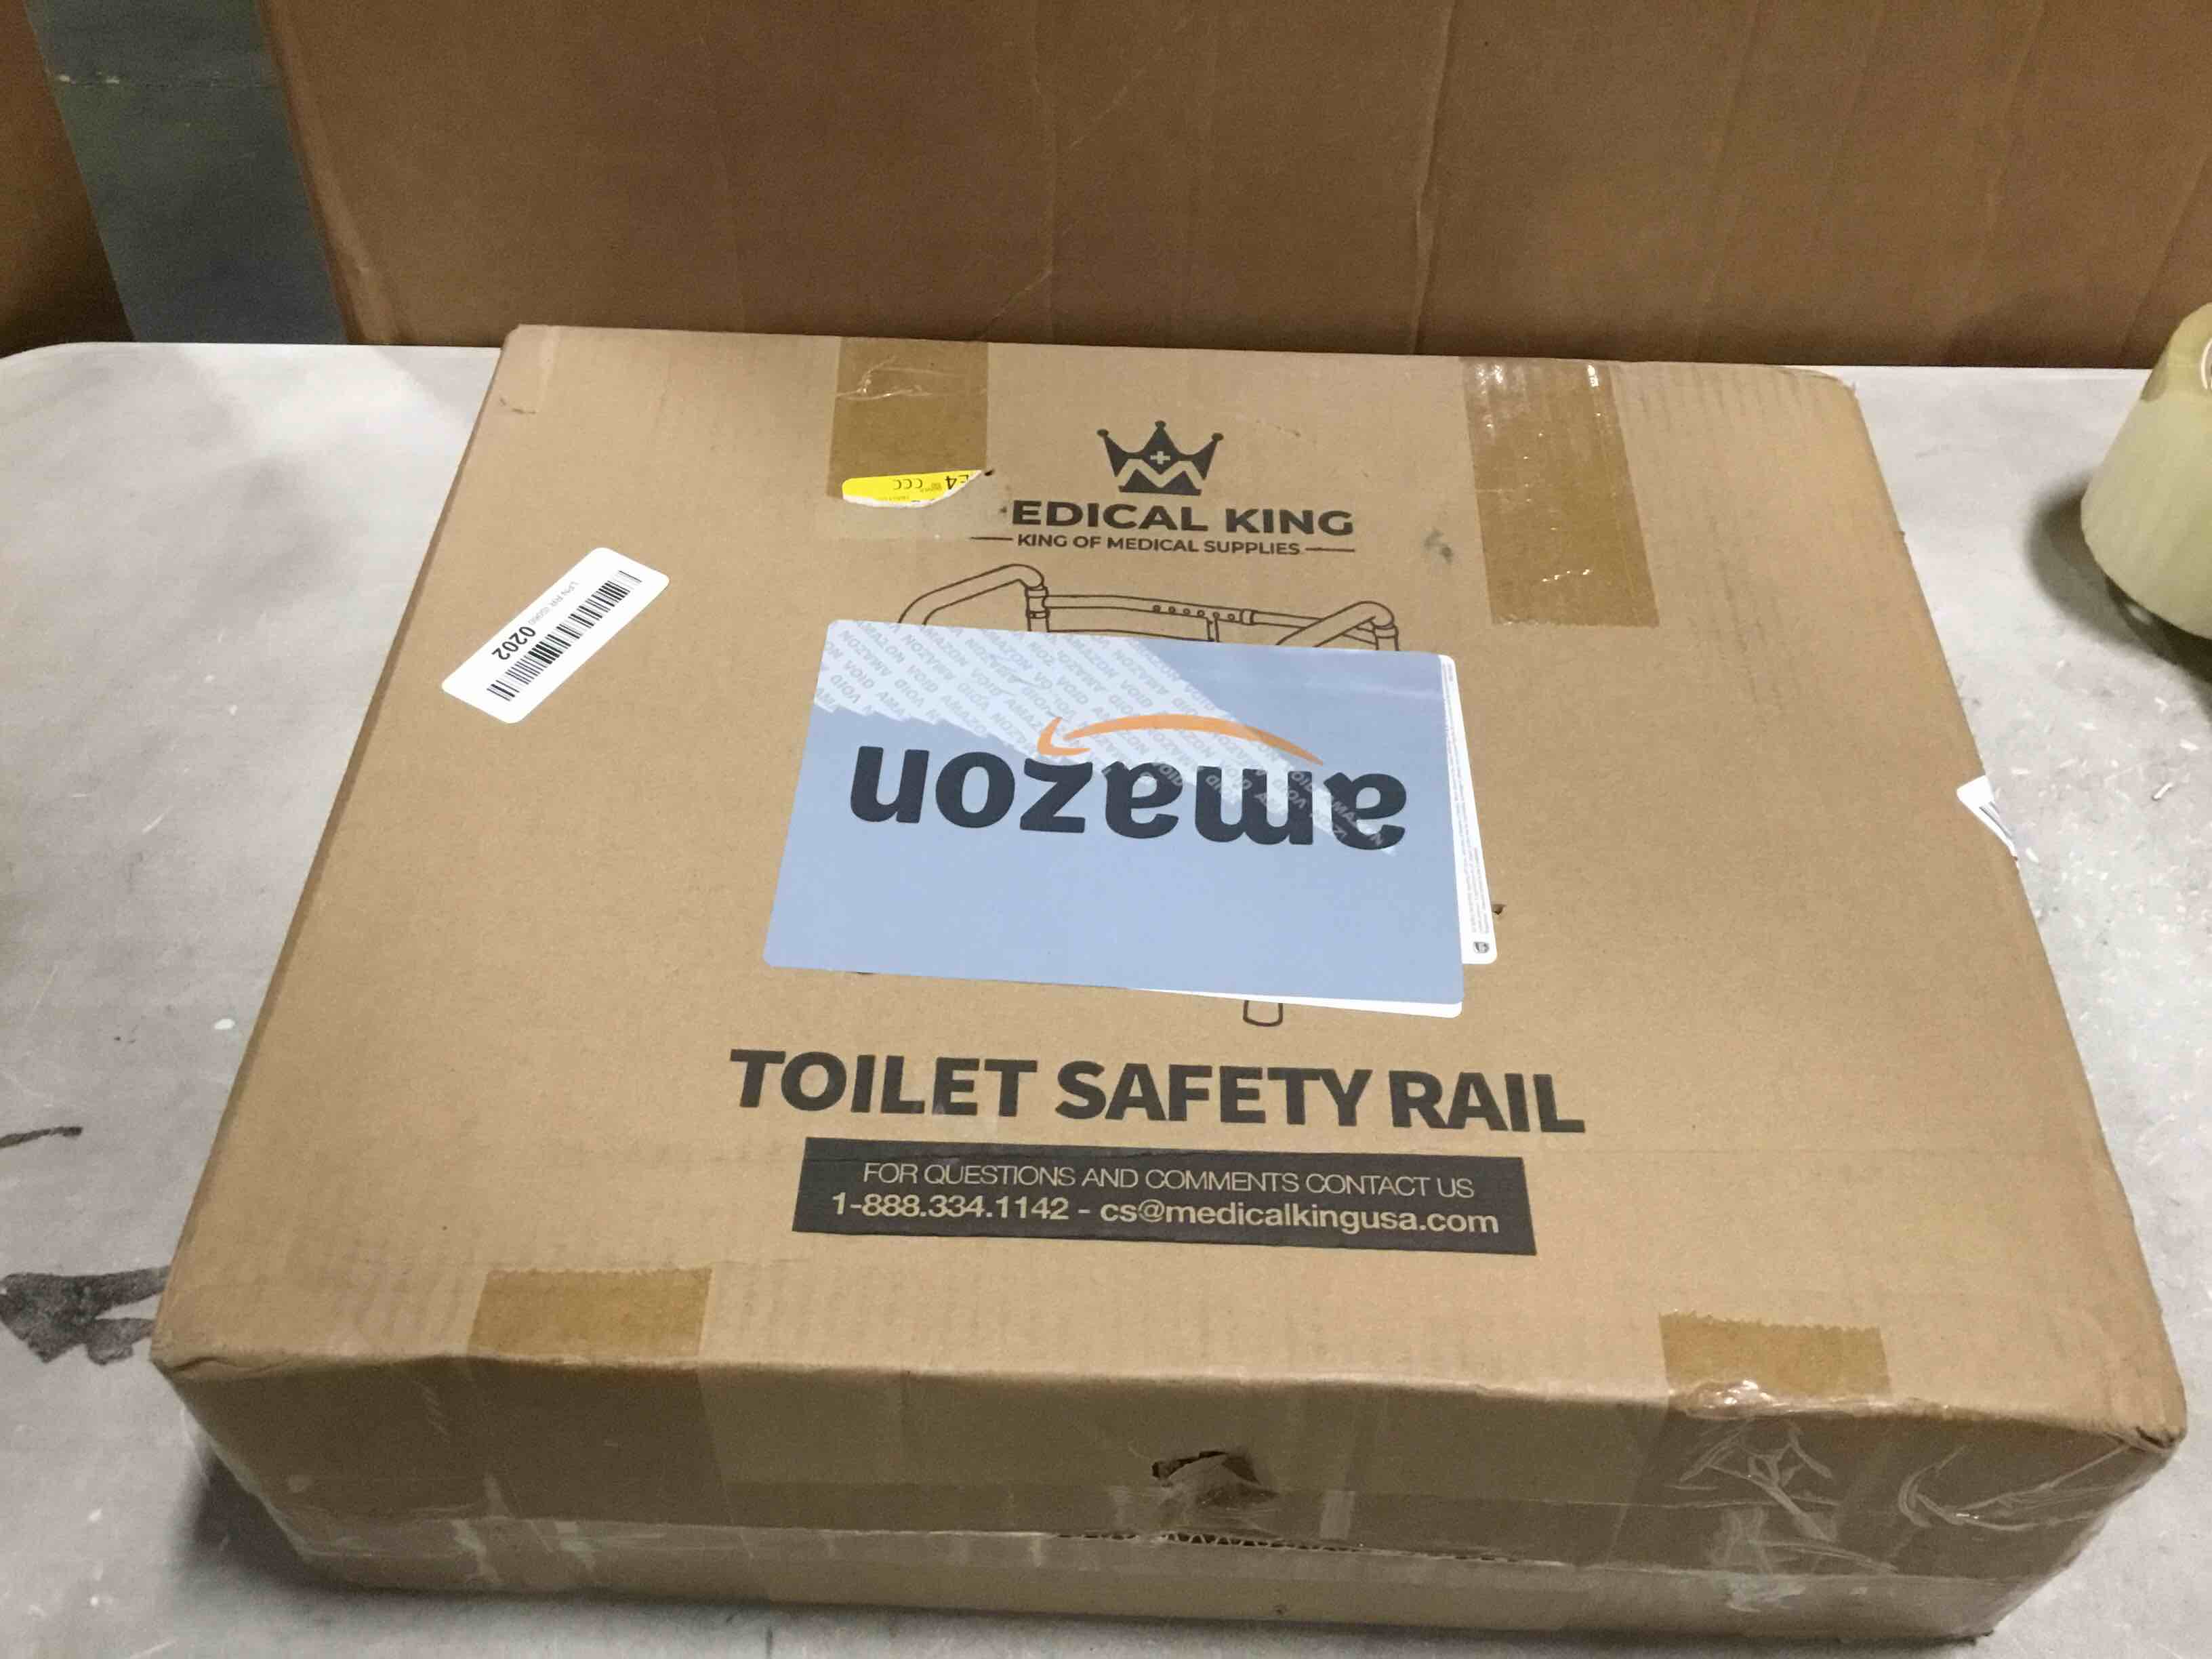 EDICAL KING
KING OF MEDICAL SUPPLIES
CCC
0202
amazon
TOILET SAFETY RAIL
FOR QUESTIONS AND COMMENTS CONTACT US
1-888.334.1142 - cs@medicalkingusa.com